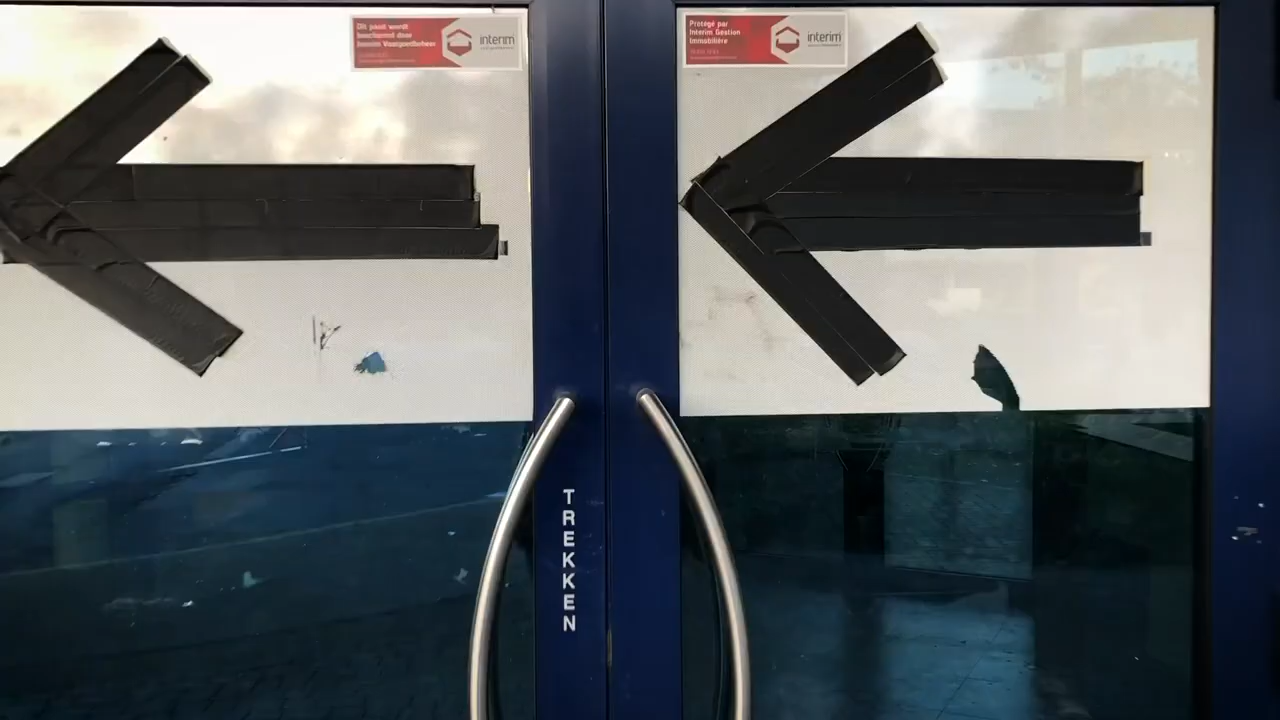 Dit pand wordt
beschermd door
Interim Vastgoedbeheer
interim
Protégé par
Interim Gestion
Immobilière
interim
TREKKEN